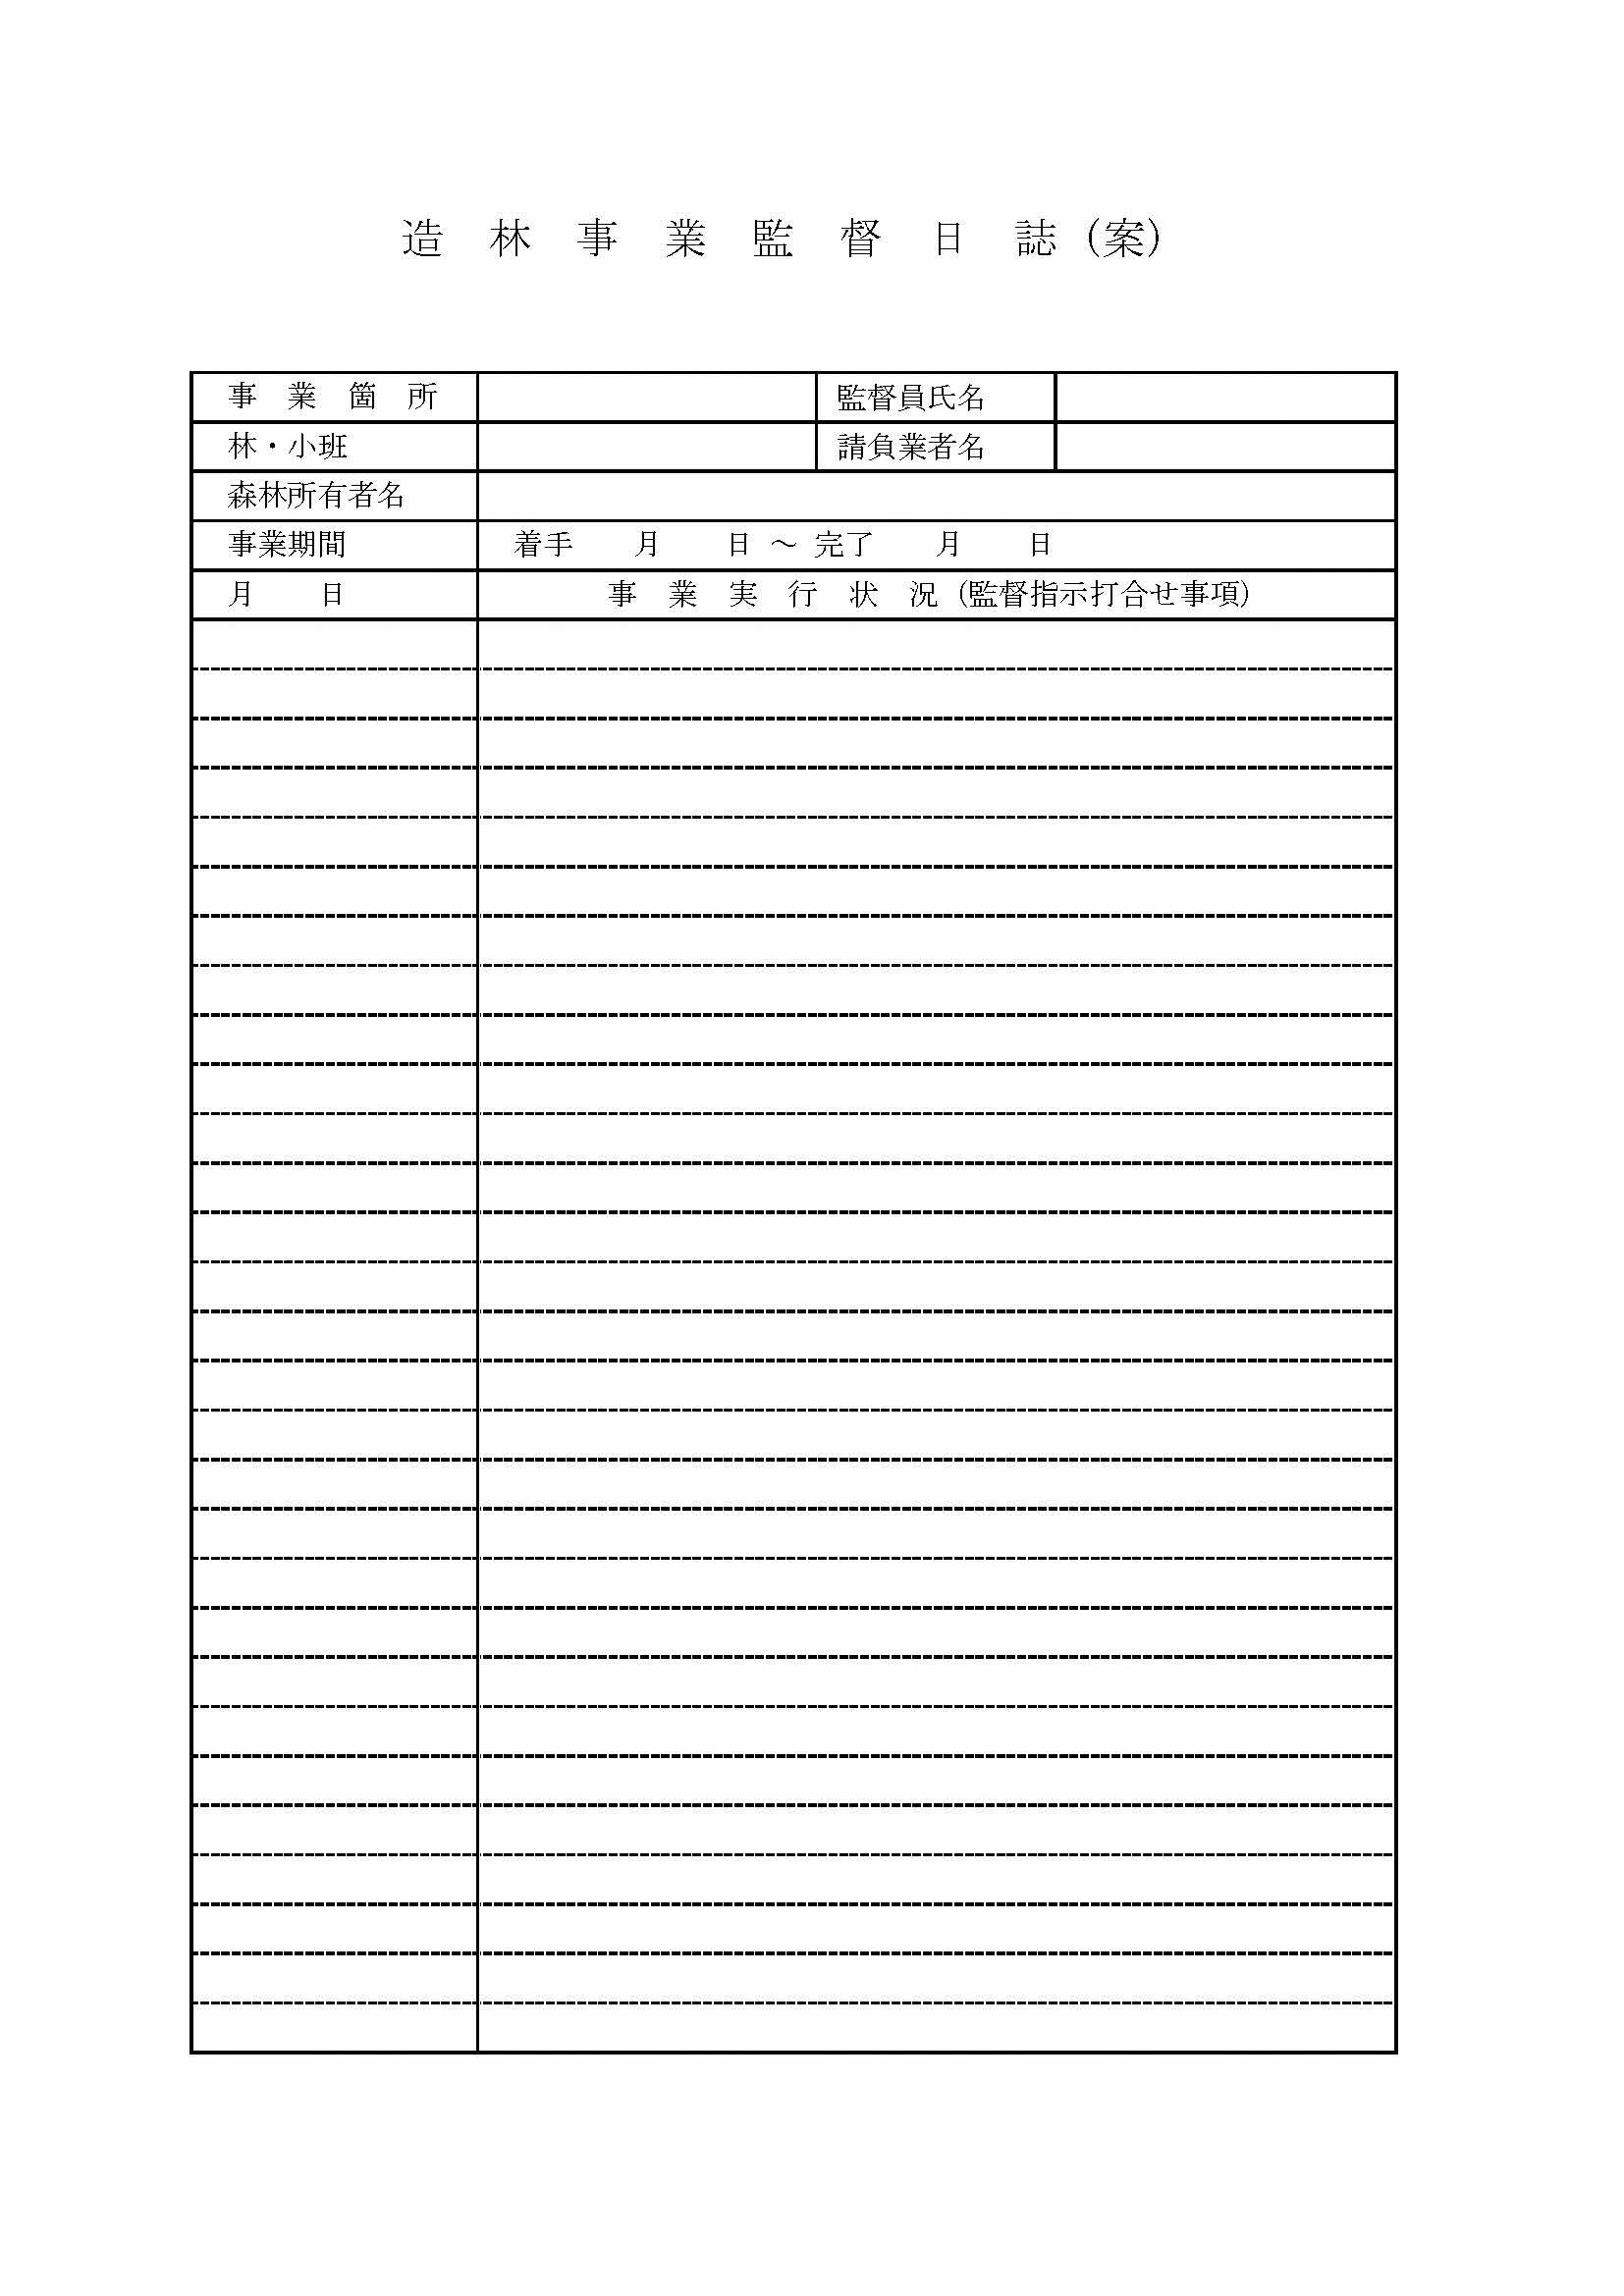 造 林 事 業 監 督 日 誌 (案)
事 業 箇 所 監督員氏名
林・小班 請負業者名
森林所有者名
事業期間 着手 月 日 ～ 完了 月 日
月 日 事 業 実 行 状 況 (監督指示打合せ事項)